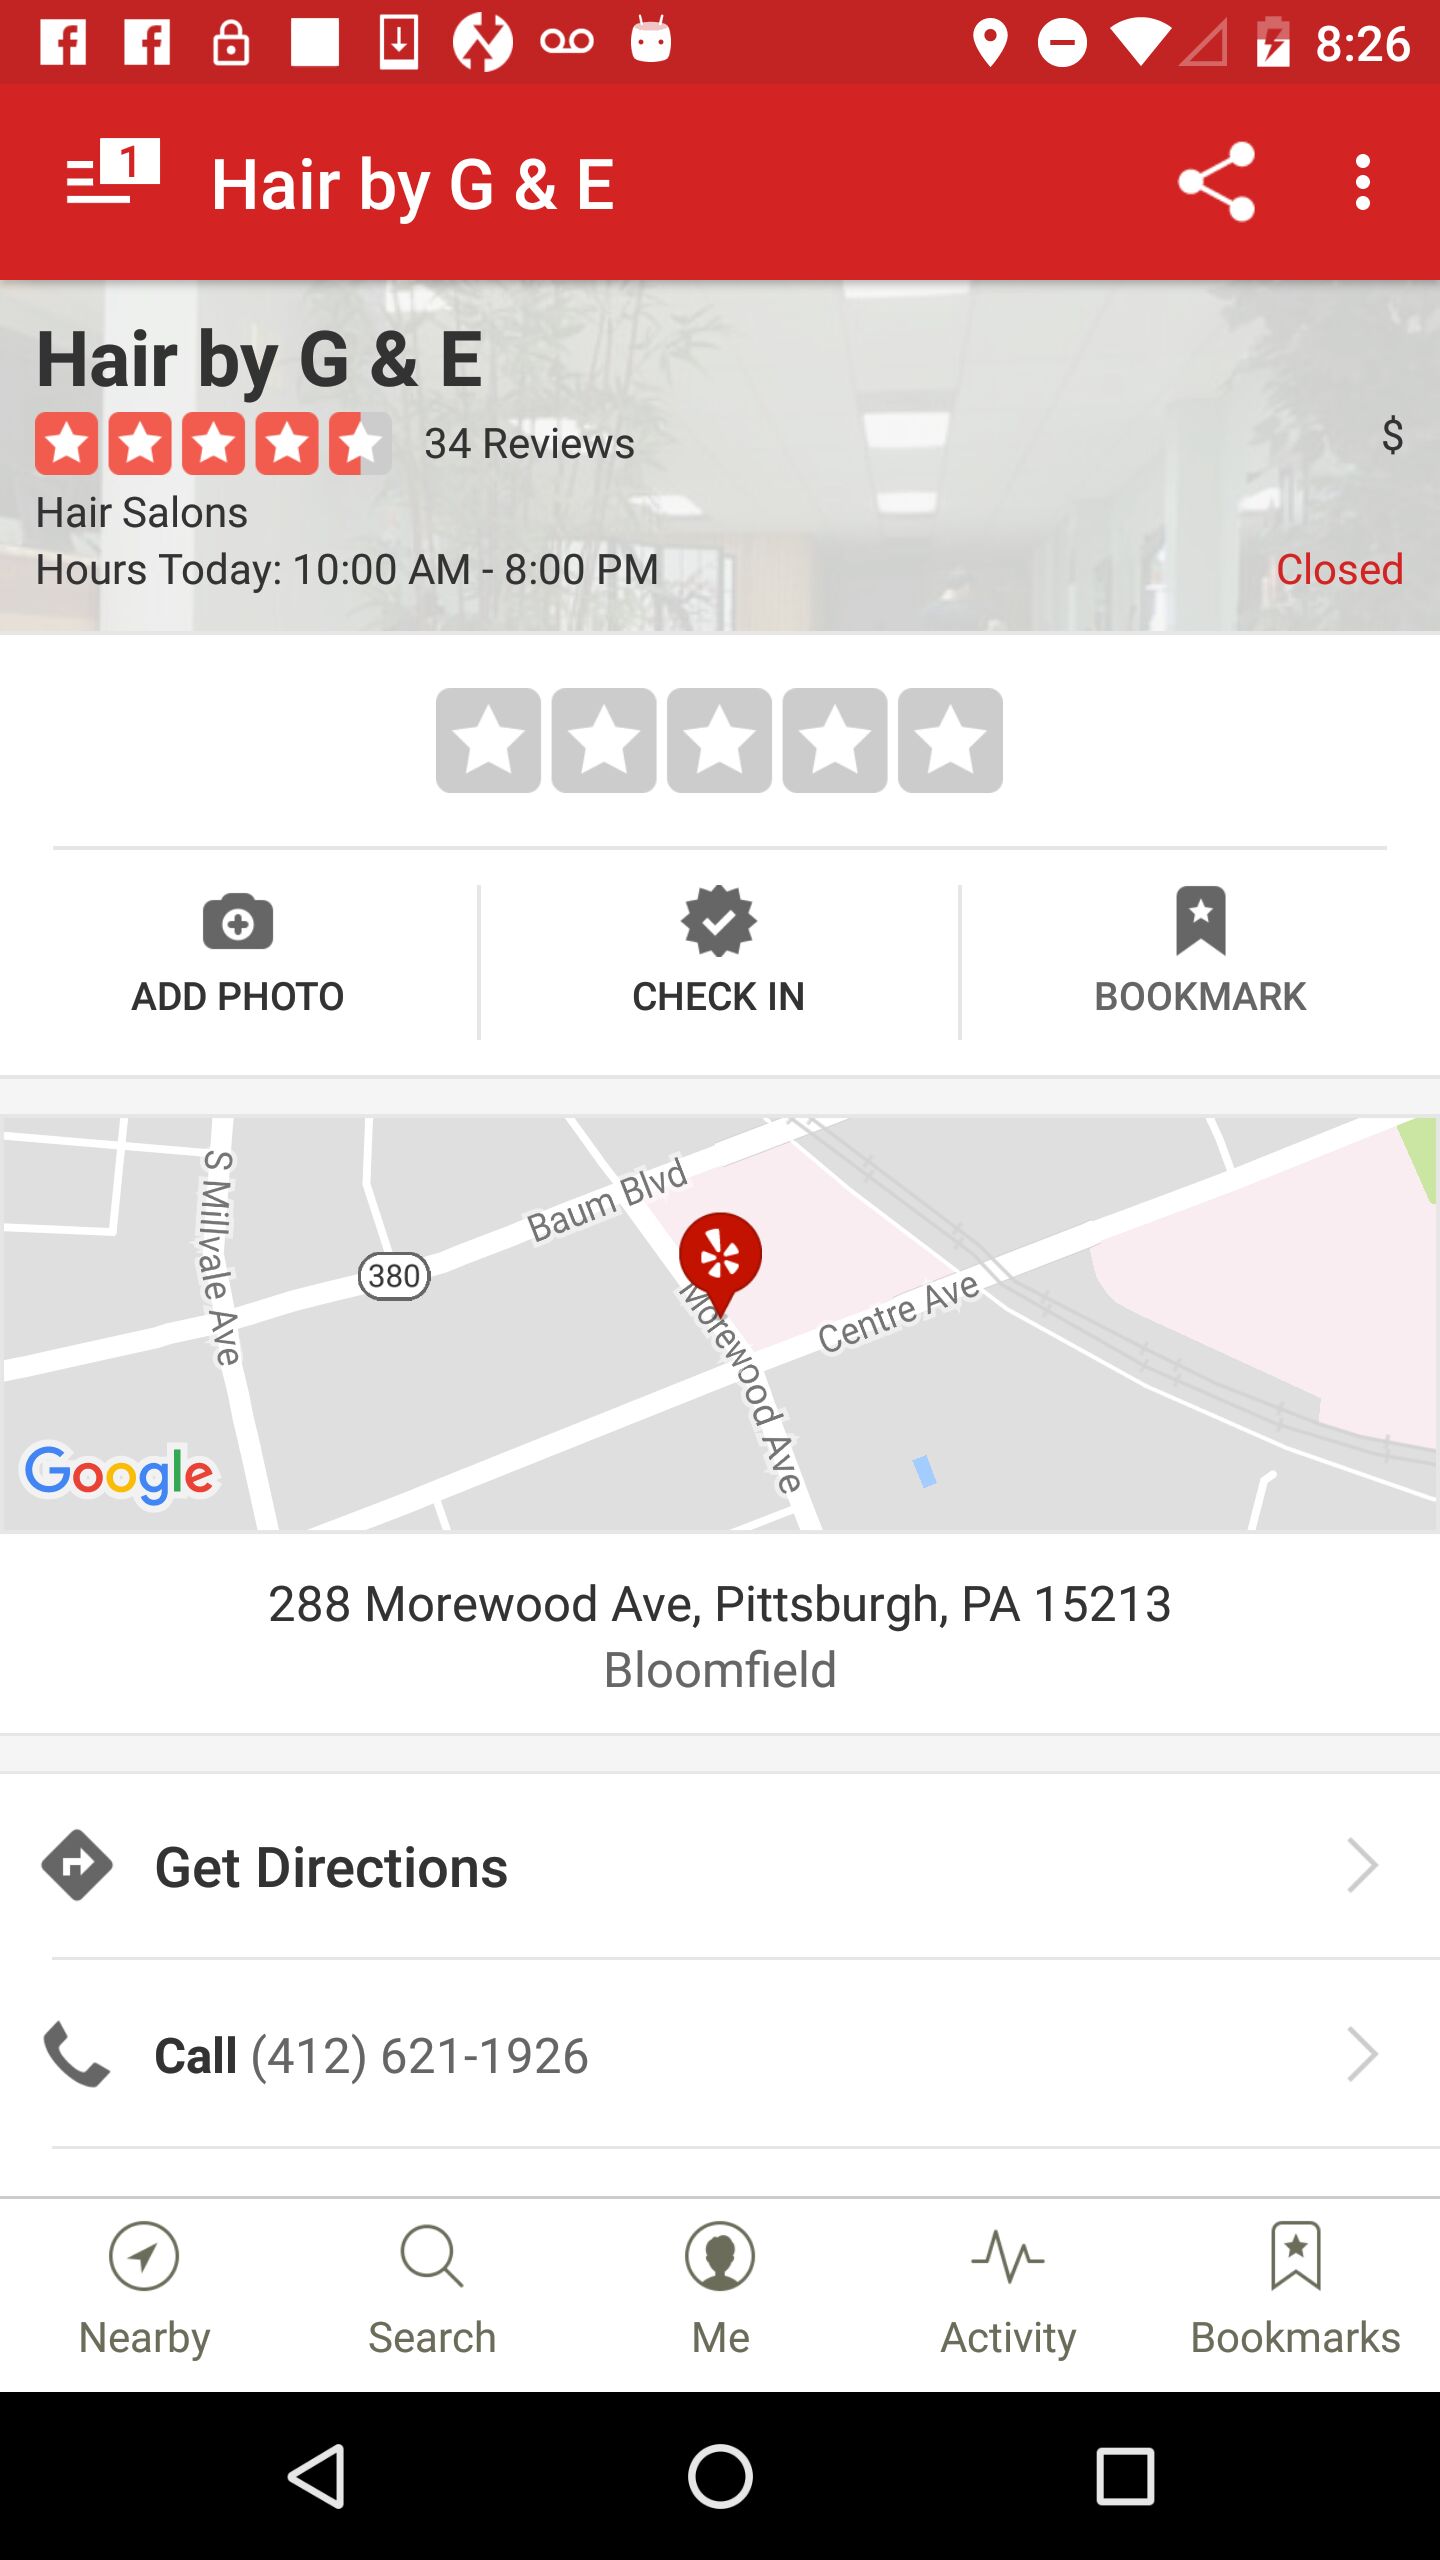 8:26
1
Hair by G & E
Hair by G & E
34 Reviews
$
Hair Salons
Hours Today: 10:00 AM - 8:00 PM
Closed
ADD PHOTO
CHECK IN
BOOKMARK
S Millvale Ave
Baum Blvd
380
Morewood Ave
Centre Ave
Google
288 Morewood Ave, Pittsburgh, PA 15213
Bloomfield
Get Directions
Call (412) 621-1926
Nearby
Search
Me
Activity
Bookmarks